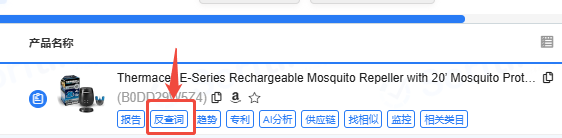 产品名称
Thermacel E-Series Rechargeable Mosquito Repeller with 20' Mosquito Prot...
报告 反查词 趋势 专利 AI分析 供应链 找相似 监控 相关类目